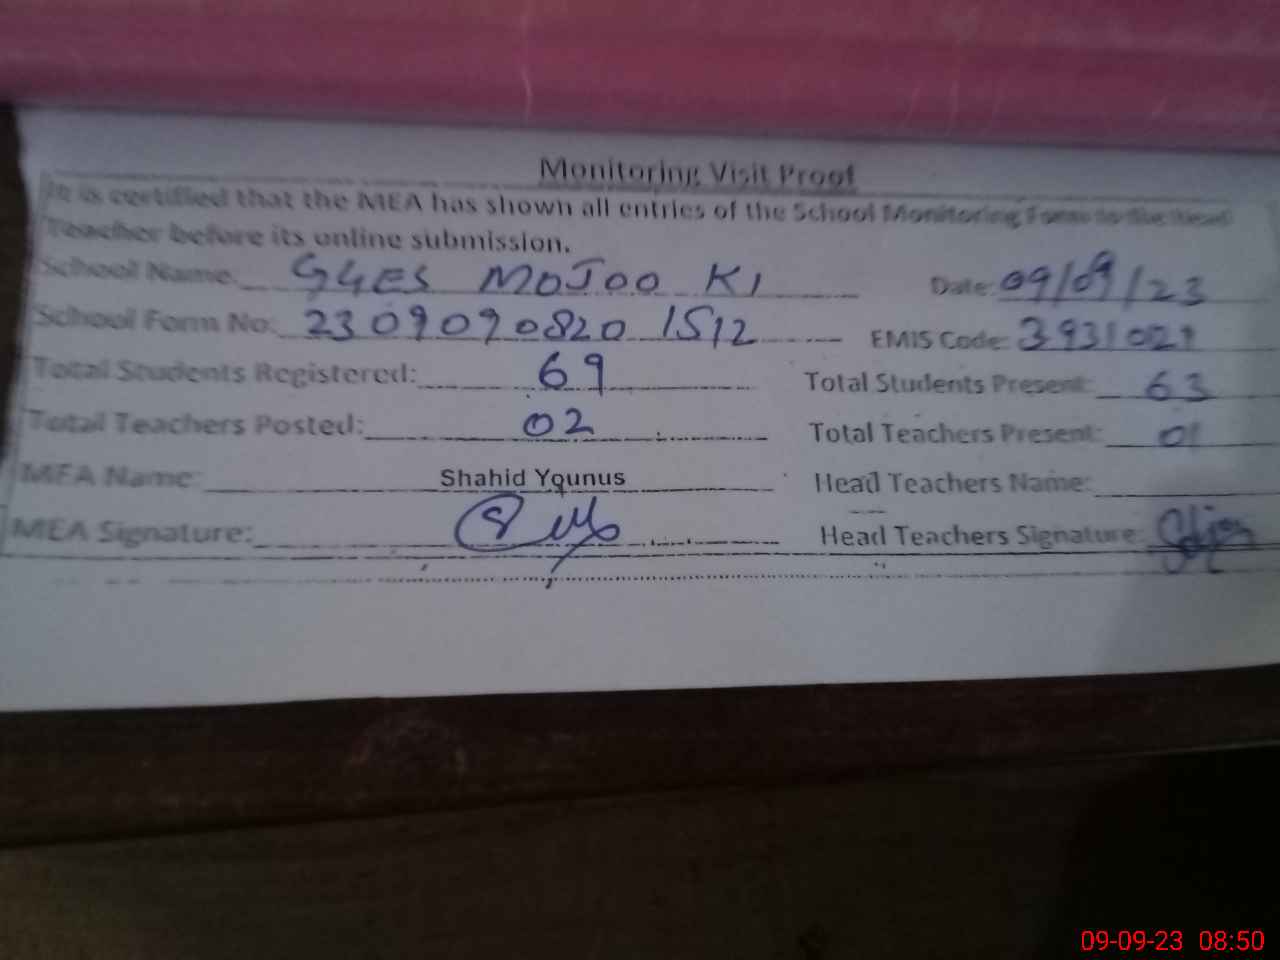 Monitoring Visit Proof
It is certified that the MEA has shown all entries of the School Monitoring Form to the Head
Teacher before its online submission.
School Name: GGES MOJOO KI Date: 09/09/23
School Form No: 2309090820 1512 EMIS Code: 39310
Total Students Registered: 69 Total Students Present: 63
Total Teachers Posted: 02 Total Teachers Present: 01
MEA Name: Shahid Younus Head Teachers Name:
MEA Signature: Head Teachers Signature:
09-09-23 08:50